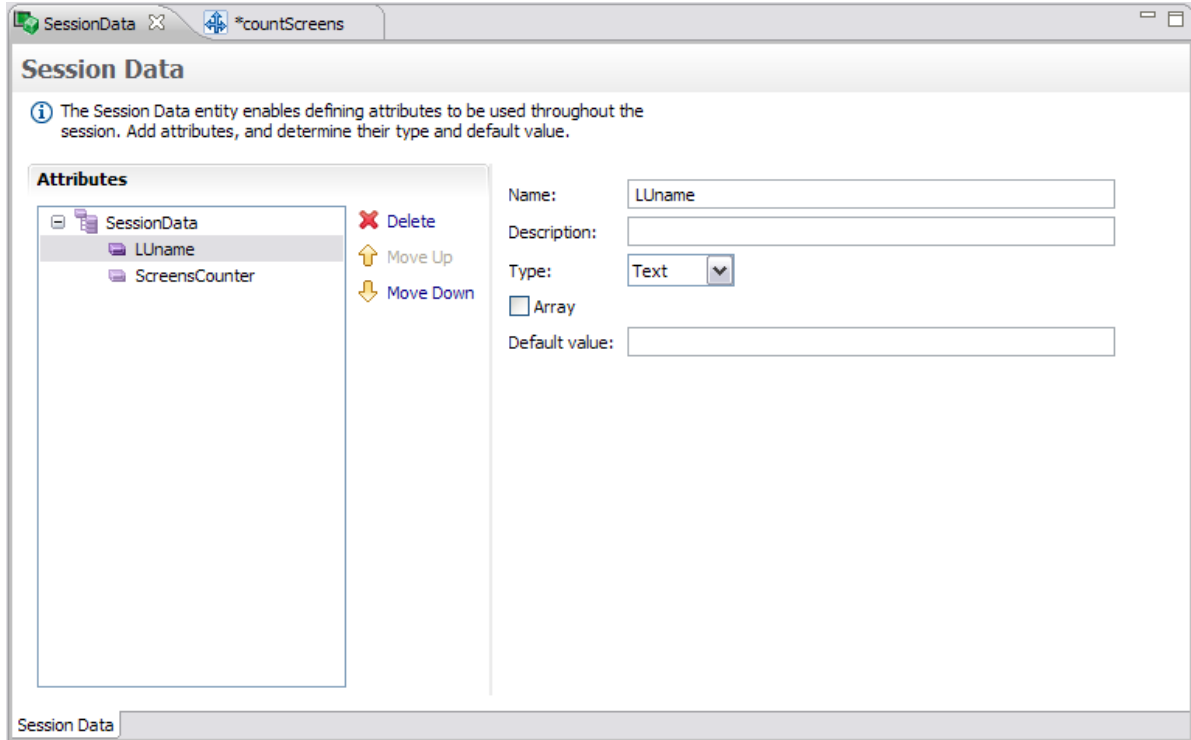 SessionData
*countScreens
Session Data
The Session Data entity enables defining attributes to be used throughout the
session. Add attributes, and determine their type and default value.
Attributes
SessionData
LUname
ScreensCounter
Delete
Move Up
Move Down
Name: LUname
Description:
Type: Text
Array
Default value:
Session Data